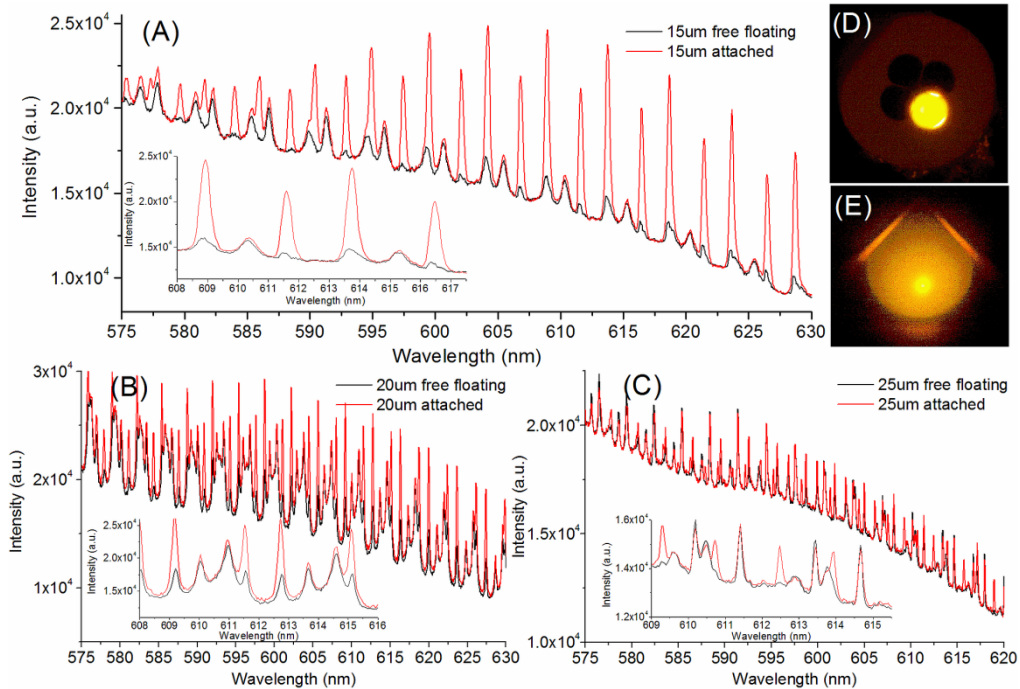 (A)
15um free floating
15um attached
Intensity (a.u.)
2.5x10⁴
2.0x10⁴
1.5x10⁴
1.0x10⁴
575 580 585 590 595 600 605 610 615 620 625 630
Wavelength (nm)
Intensity (a.u.)
2.5x10⁴
2.0x10⁴
1.5x10⁴
608 609 610 611 612 613 614 615 616 617
Wavelength (nm)
(D)
(E)
(B)
20um free floating
20um attached
Intensity (a.u.)
3x10⁴
2x10⁴
1x10⁴
575 580 585 590 595 600 605 610 615 620 625 630
Wavelength (nm)
Intensity (a.u.)
2.5x10⁴
2.0x10⁴
1.5x10⁴
608 609 610 611 612 613 614 615 616
Wavelength (nm)
(C)
25um free floating
25um attached
Intensity (a.u.)
2.0x10⁴
1.5x10⁴
1.0x10⁴
575 580 585 590 595 600 605 610 615 620
Wavelength (nm)
Intensity (a.u.)
1.6x10⁴
1.4x10⁴
1.2x10⁴
609 610 611 612 613 614 615
Wavelength (nm)